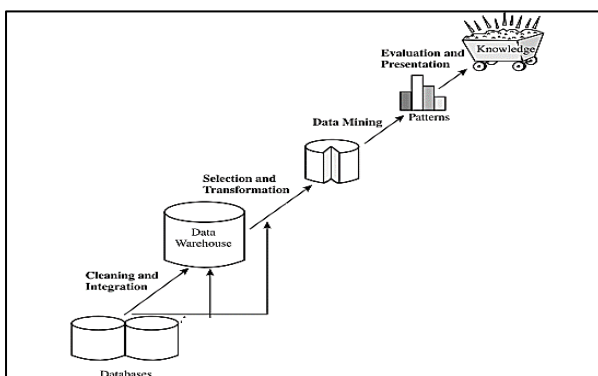 Evaluation and
Presentation
Knowledge
Patterns
Data Mining
Selection and
Transformation
Data
Warehouse
Cleaning and
Integration
Databases